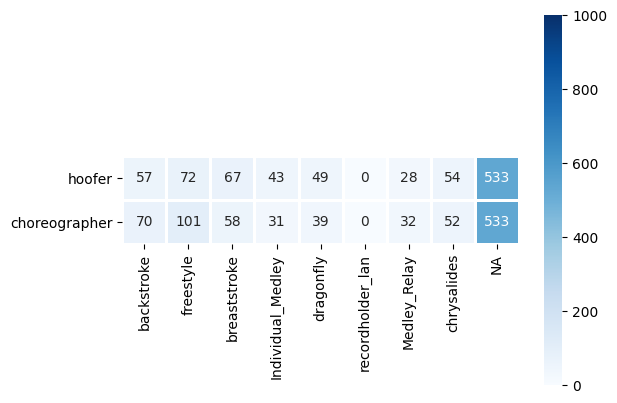 1000
800
600
400
200
0
hoofer 57 72 67 43 49 0 28 54 533
choreographer 70 101 58 31 39 0 32 52 533
backstroke
freestyle
breaststroke
Individual_Medley
dragonfly
recordholder_lan
Medley_Relay
chrysalides
NA